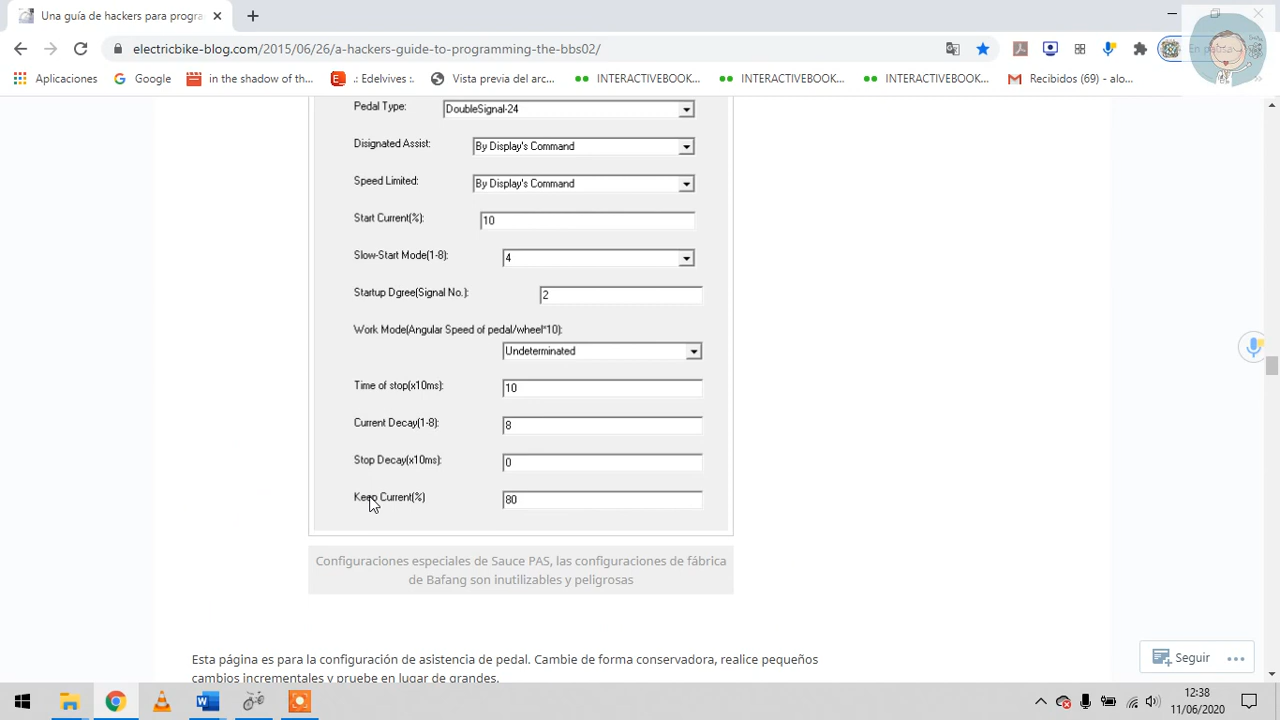 Una guía de hackers para progra
electricbike-blog.com/2015/06/26/a-hackers-guide-to-programming-the-bbs02/
En pausa
Aplicaciones
Google
in the shadow of th...
.: Edelvives :.
Vista previa del arc...
INTERACTIVEBOOK...
INTERACTIVEBOOK...
INTERACTIVEBOOK...
Recibidos (69) - alo...
Pedal Type:
DoubleSignal-24
Disignated Assist:
By Display's Command
Speed Limited:
By Display's Command
Start Current(%):
10
Slow-Start Mode(1-8):
4
Startup Dgree(Signal No.):
2
Work Mode(Angular Speed of pedal/wheel*10):
Undeterminated
Time of stop(x10ms):
10
Current Decay(1-8):
8
Stop Decay(x10ms):
0
Keep Current(%)
80
Configuraciones especiales de Sauce PAS, las configuraciones de fábrica
de Bafang son inutilizables y peligrosas
Esta página es para la configuración de asistencia de pedal. Cambie de forma conservadora, realice pequeños
cambios incrementales y pruebe en lugar de grandes.
Seguir
12:38
11/06/2020